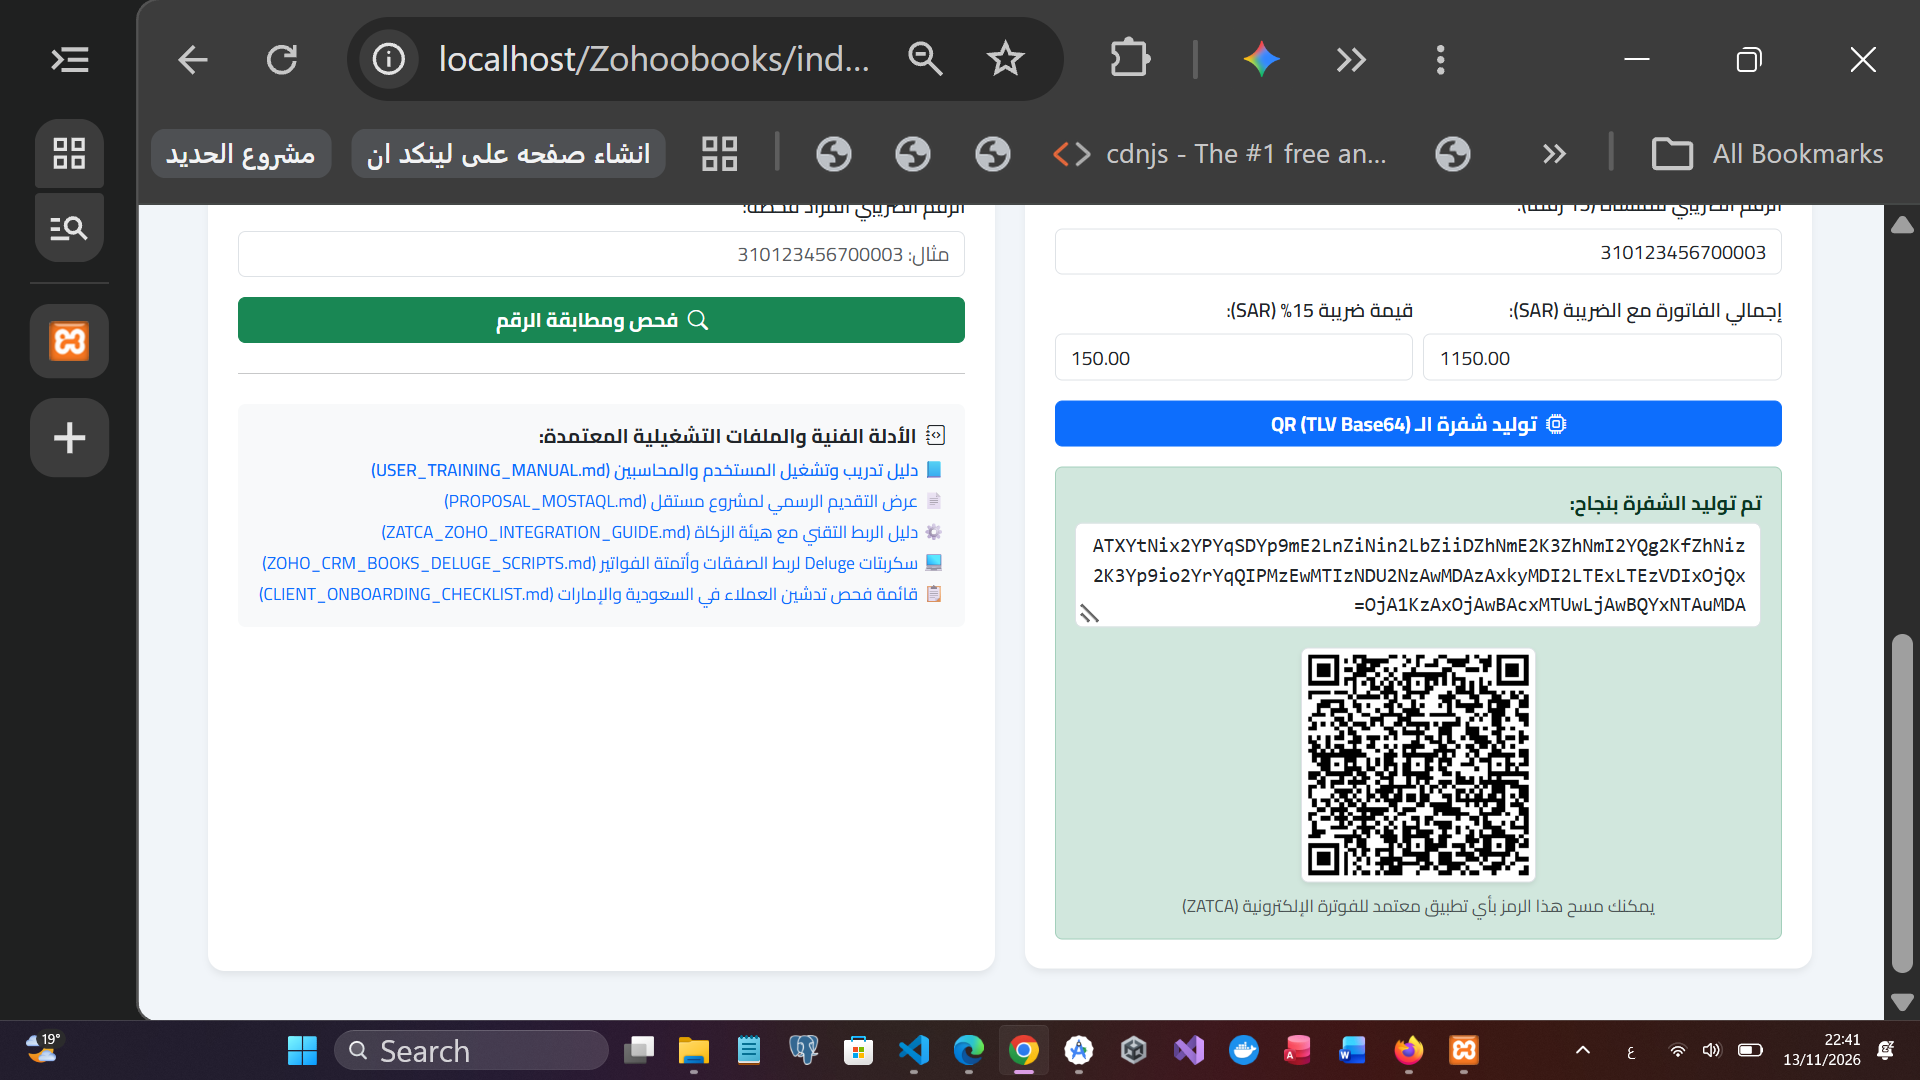 localhost/Zohoobooks/ind...
مشروع الحديد
انشاء صفحه على لينكد ان
cdnjs - The #1 free an...
All Bookmarks
310123456700003
إجمالي الفاتورة مع الضريبة (SAR):
قيمة ضريبة 15% (SAR):
1150.00
150.00
توليد شفرة الـ QR (TLV Base64)
تم توليد الشفرة بنجاح:
ATXYtNix2YPYqSDYp9mE2LnZiNin2LbZiiDZhNmE2K3ZhNmI2YQg2KfZhNiz
2K3Yp9io2YrYqQIPMzEwMTIzNDU2NzAwMDAzAxkyMDI2LTExLTEzVDIxOjQx
OjA1KzAxOjAwBAcxMTUwLjAwBQYxNTAuMDA=
يمكنك مسح هذا الرمز بأي تطبيق معتمد للفوترة الإلكترونية (ZATCA)
الرقم الضريبي المراد فحصه:
مثال: 310123456700003
فحص ومطابقة الرقم
الأدلة الفنية والملفات التشغيلية المعتمدة:
دليل تدريب وتشغيل المستخدم والمحاسبين (USER_TRAINING_MANUAL.md)
عرض التقديم الرسمي لمشروع مستقل (PROPOSAL_MOSTAQL.md)
دليل الربط التقني مع هيئة الزكاة (ZATCA_ZOHO_INTEGRATION_GUIDE.md)
سكربتات Deluge لربط الصفقات وأتمتة الفواتير (ZOHO_CRM_BOOKS_DELUGE_SCRIPTS.md)
قائمة فحص تدشين العملاء في السعودية والإمارات (CLIENT_ONBOARDING_CHECKLIST.md)
19°
Search
ع
22:41
13/11/2026